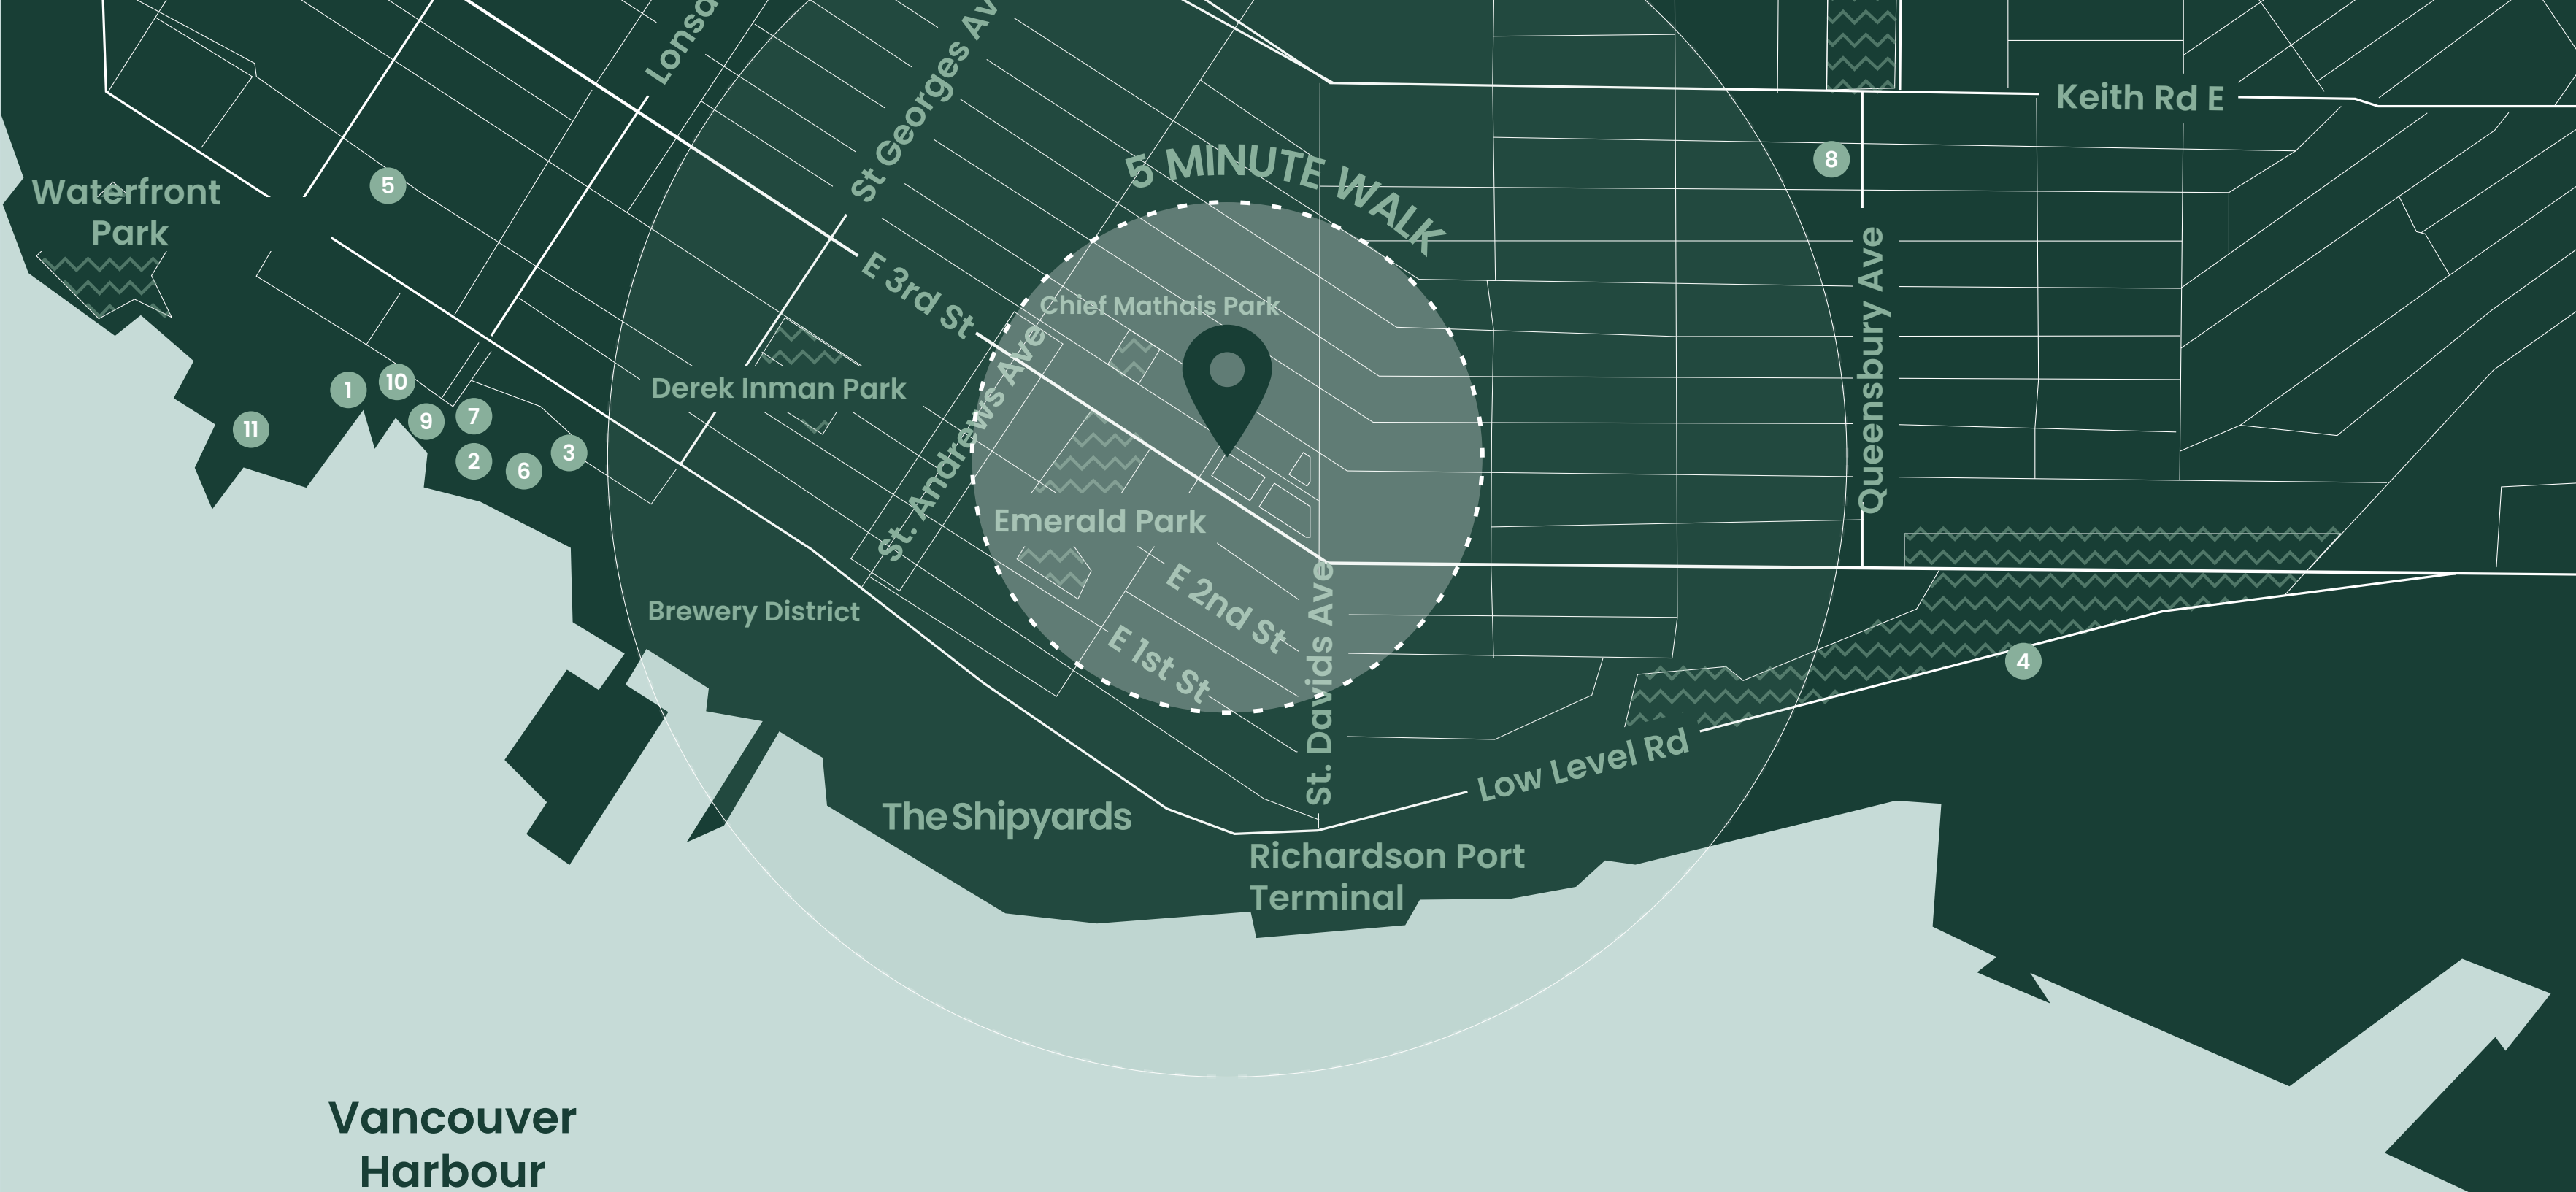 Lonsd
St Georges Av
Keith Rd E
5 MINUTE WALK
8
5
Waterfront
Park
E 3rd St
Chief Mathais Park
Queensbury Ave
St. Andrews Ave
Derek Inman Park
1
10
9
7
11
2
6
3
Emerald Park
E 2nd St
E 1st St
St. Davids Ave
Brewery District
4
Low Level Rd
The Shipyards
Richardson Port
Terminal
Vancouver
Harbour